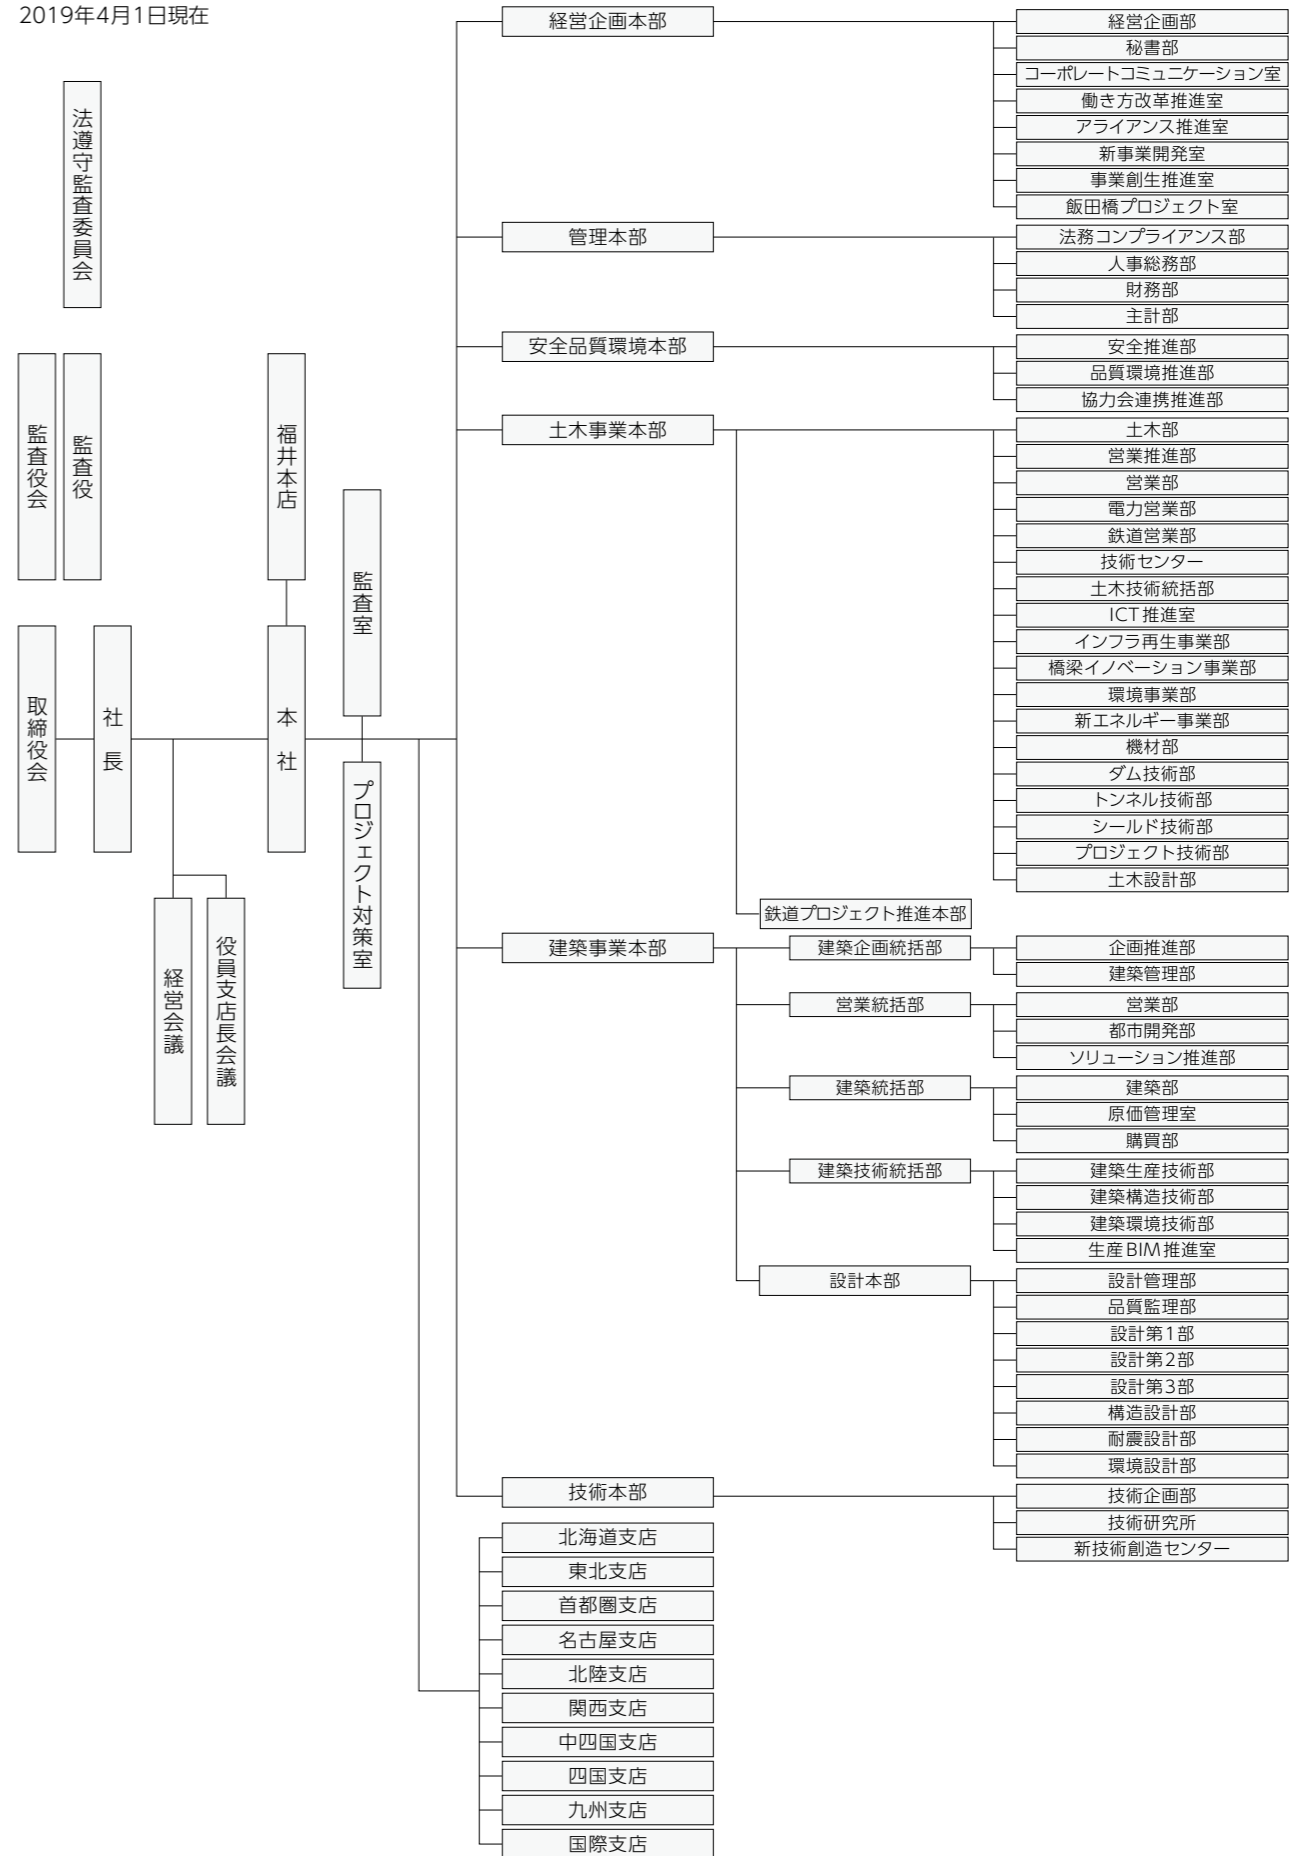 2019年4月1日現在
法遵守監査委員会
監査役会
監査役
取締役会
社長
経営会議
役員支店長会議
福井本店
本社
監査室
プロジェクト対策室
経営企画本部
経営企画部
秘書部
コーポレートコミュニケーション室
働き方改革推進室
アライアンス推進室
新事業開発室
事業創生推進室
飯田橋プロジェクト室
管理本部
法務コンプライアンス部
人事総務部
財務部
主計部
安全品質環境本部
安全推進部
品質環境推進部
協力会連携推進部
土木事業本部
土木部
営業推進部
営業部
電力営業部
鉄道営業部
技術センター
土木技術統括部
ICT推進室
インフラ再生事業部
橋梁イノベーション事業部
環境事業部
新エネルギー事業部
機材部
ダム技術部
トンネル技術部
シールド技術部
プロジェクト技術部
土木設計部
鉄道プロジェクト推進本部
建築事業本部
建築企画統括部
企画推進部
建築管理部
営業統括部
営業部
都市開発部
ソリューション推進部
建築統括部
建築部
原価管理室
購買部
建築技術統括部
建築生産技術部
建築構造技術部
建築環境技術部
生産BIM推進室
設計本部
設計管理部
品質監理部
設計第1部
設計第2部
設計第3部
構造設計部
耐震設計部
環境設計部
技術本部
技術企画部
技術研究所
新技術創造センター
北海道支店
東北支店
首都圏支店
名古屋支店
北陸支店
関西支店
中四国支店
四国支店
九州支店
国際支店